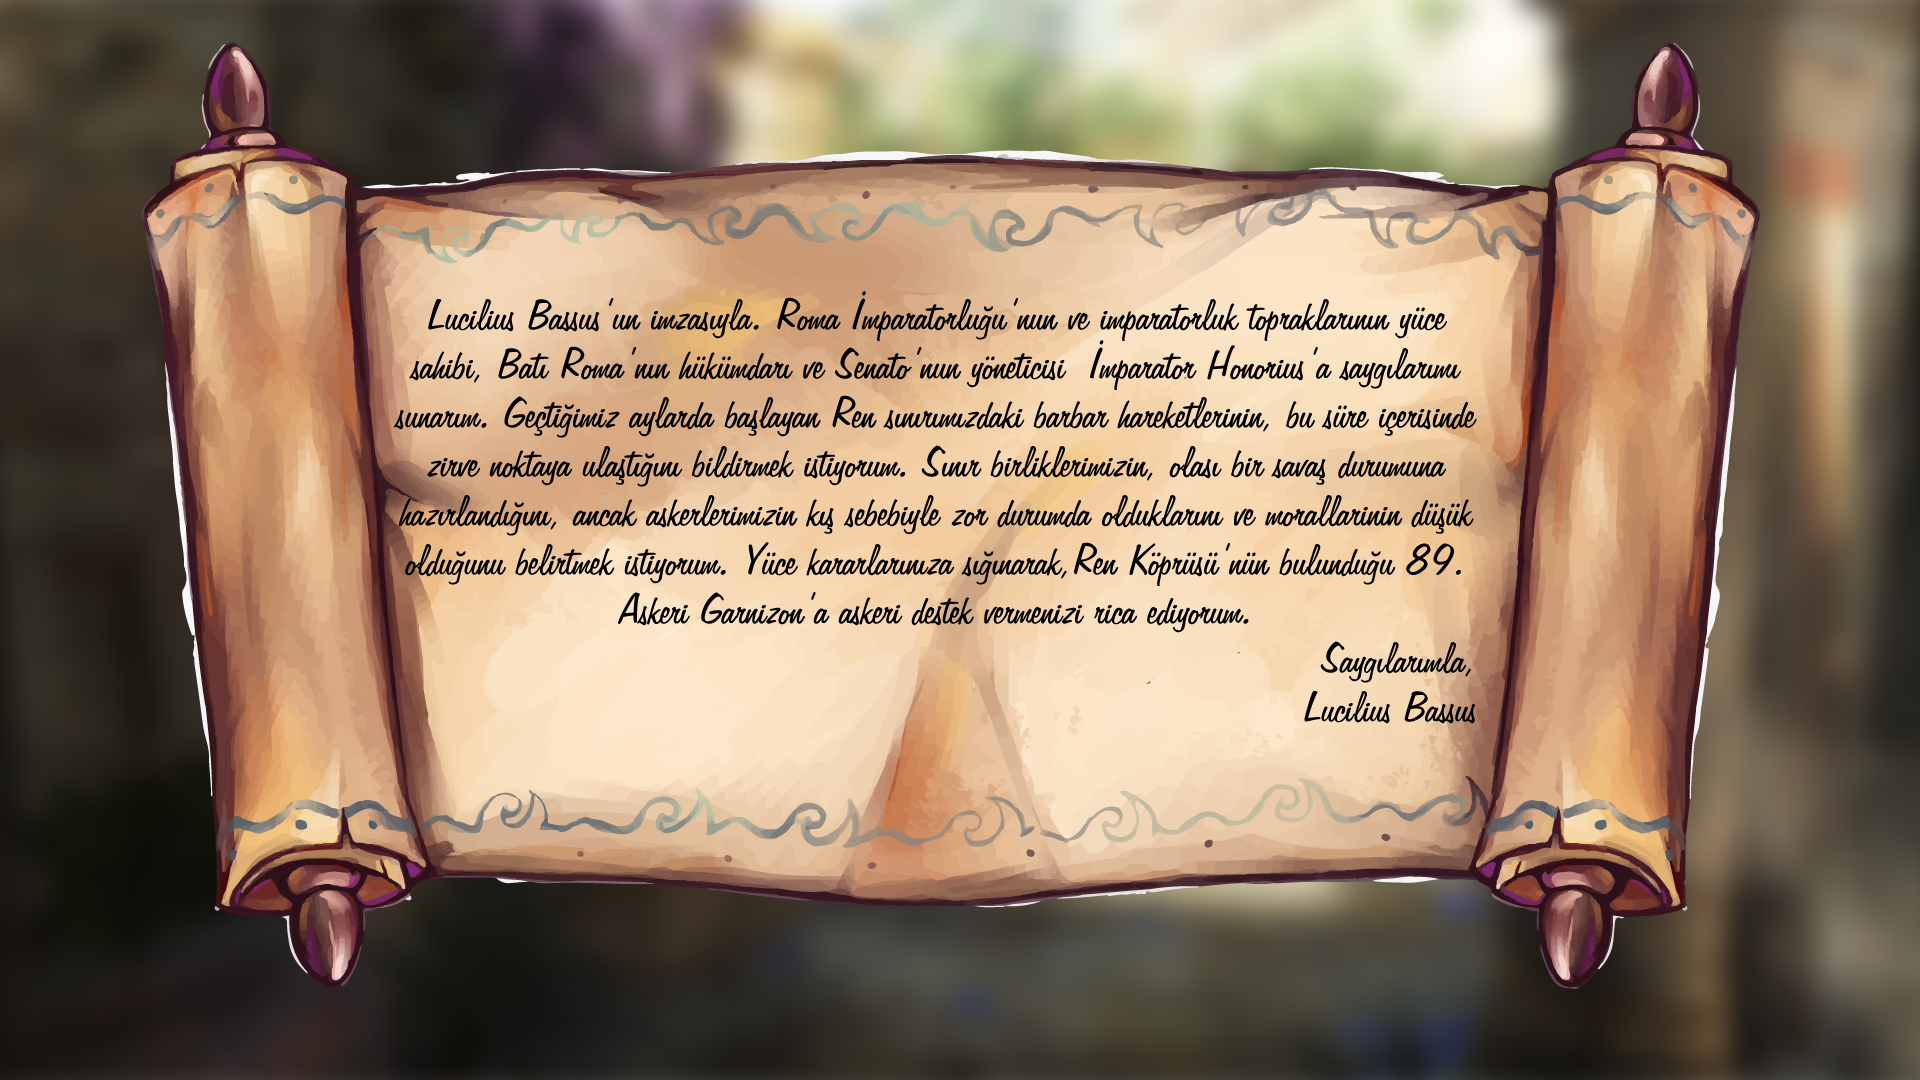 Lucilius Bassus'un imzasıyla. Roma İmparatorluğu'nun ve imparatorluk topraklarının yüce
sahibi, Batı Roma'nın hükümdarı ve Senato'nun yöneticisi İmparator Honorius'a saygılarımı
sunarım. Geçtiğimiz aylarda başlayan Ren sınırımızdaki barbar hareketlerinin, bu süre içerisinde
zirve noktaya ulaştığını bildirmek istiyorum. Sınır birliklerimizin, olası bir savaş durumuna
hazırlandığını, ancak askerlerimizin kış sebebiyle zor durumda olduklarını ve morallarinin düşük
olduğunu belirtmek istiyorum. Yüce kararlarınıza sığınarak, Ren Köprüsü'nün bulunduğu 89.
Askeri Garnizon'a askeri destek vermenizi rica ediyorum.
Saygılarımla,
Lucilius Bassus